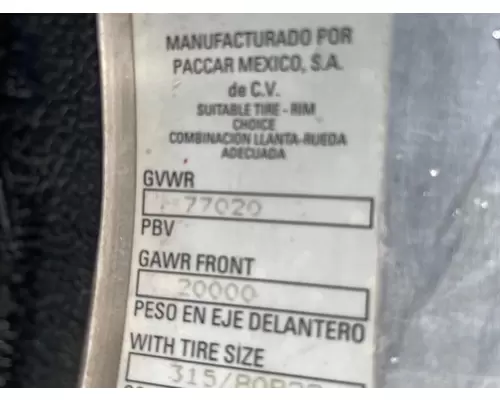 MANUFACTURADO POR
PACCAR MEXICO, S.A.
de C.V.
SUITABLE TIRE - RIM
CHOICE
COMBINACIÓN LLANTA-RUEDA
ADECUADA
GVWR
77020
PBV
GAWR FRONT
20000
PESO EN EJE DELANTERO
WITH TIRE SIZE
315/80R22